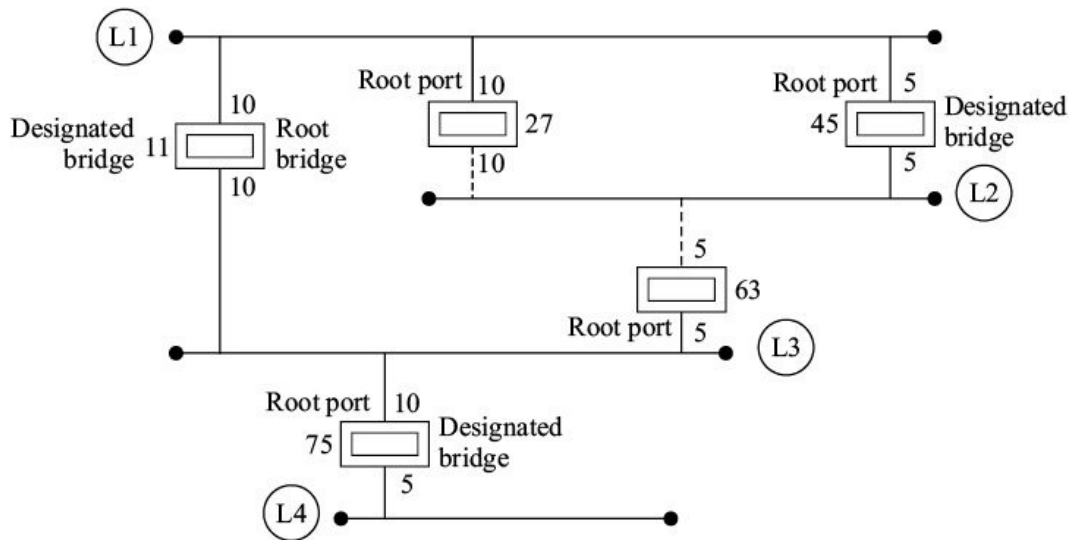 L1
Root port
10
27
10
Root port
5
45
Designated
bridge
5
10
Designated
bridge
11
Root
bridge
10
L2
5
63
Root port
5
L3
Root port
10
75
Designated
bridge
5
L4